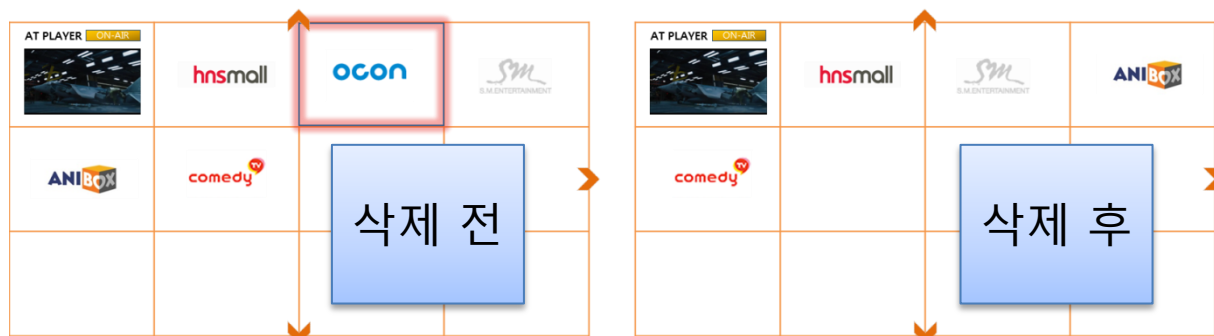 AT PLAYER ON-AIR
hnsmall
ocon
SM
S.M.ENTERTAINMENT
ANIBOX
comedy TV
삭제 전
AT PLAYER ON-AIR
hnsmall
SM
S.M.ENTERTAINMENT
ANIBOX
comedy TV
삭제 후